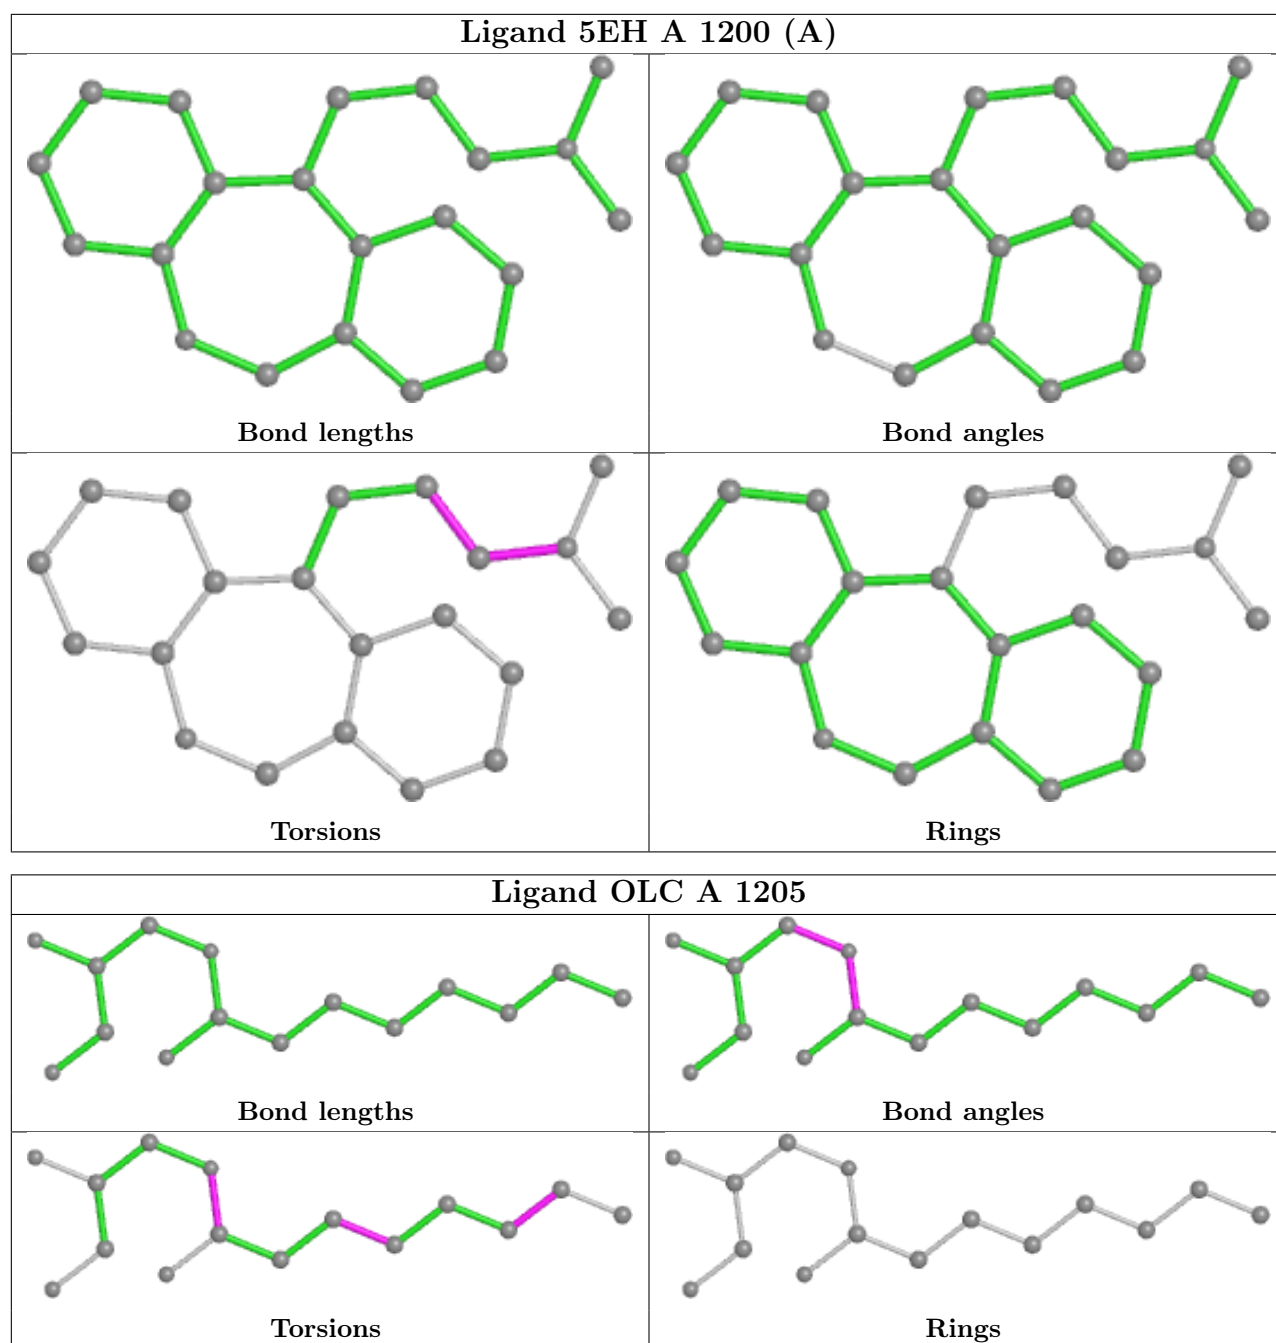 Ligand 5EH A 1200 (A)
Bond lengths
Bond angles
Torsions
Rings
Ligand OLC A 1205
Bond lengths
Bond angles
Torsions
Rings